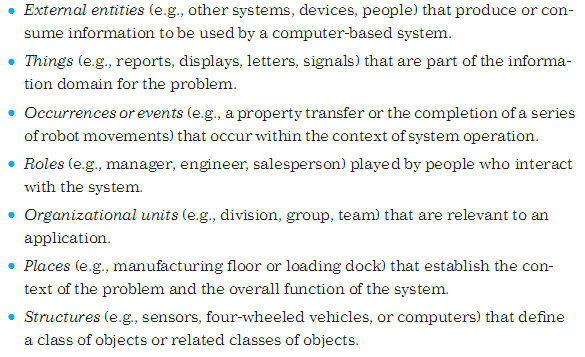 • External entities (e.g., other systems, devices, people) that produce or con-
sume information to be used by a computer-based system.
• Things (e.g., reports, displays, letters, signals) that are part of the informa-
tion domain for the problem.
• Occurrences or events (e.g., a property transfer or the completion of a series
of robot movements) that occur within the context of system operation.
• Roles (e.g., manager, engineer, salesperson) played by people who interact
with the system.
• Organizational units (e.g., division, group, team) that are relevant to an
application.
• Places (e.g., manufacturing floor or loading dock) that establish the con-
text of the problem and the overall function of the system.
• Structures (e.g., sensors, four-wheeled vehicles, or computers) that define
a class of objects or related classes of objects.